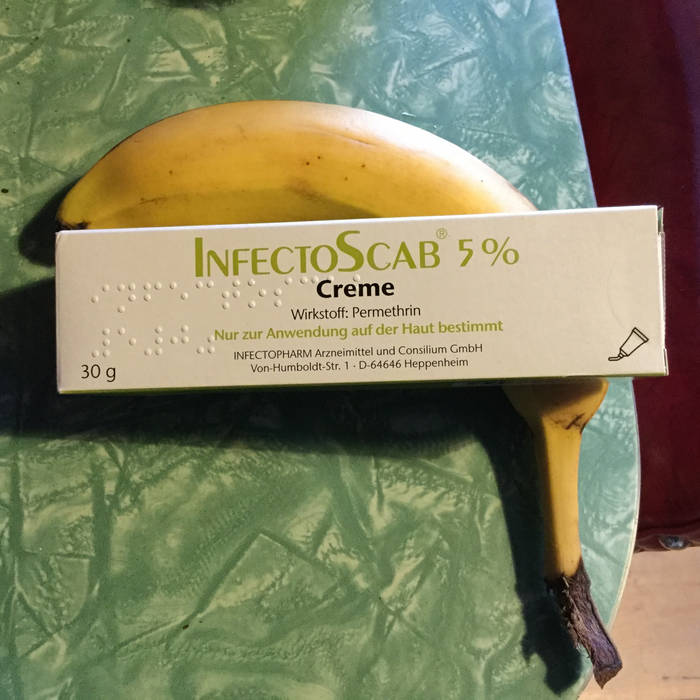 INFECTOSCAB® 5%
Creme
Wirkstoff: Permethrin
Nur zur Anwendung auf der Haut bestimmt
INFECTOPHARM Arzneimittel und Consilium GmbH
Von-Humboldt-Str. 1 · D-64646 Heppenheim
30 g